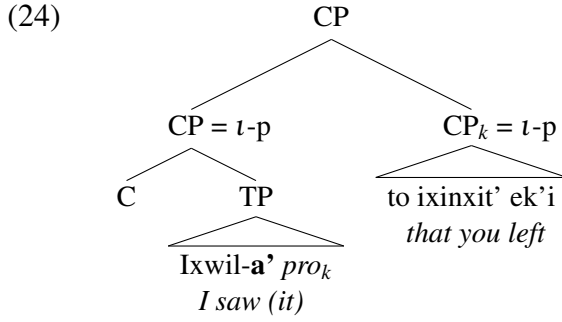 (24) CP
CP = ι-p CPₖ = ι-p
C TP to ixinxit' ek'i
that you left
Ixwil-a' proₖ
I saw (it)